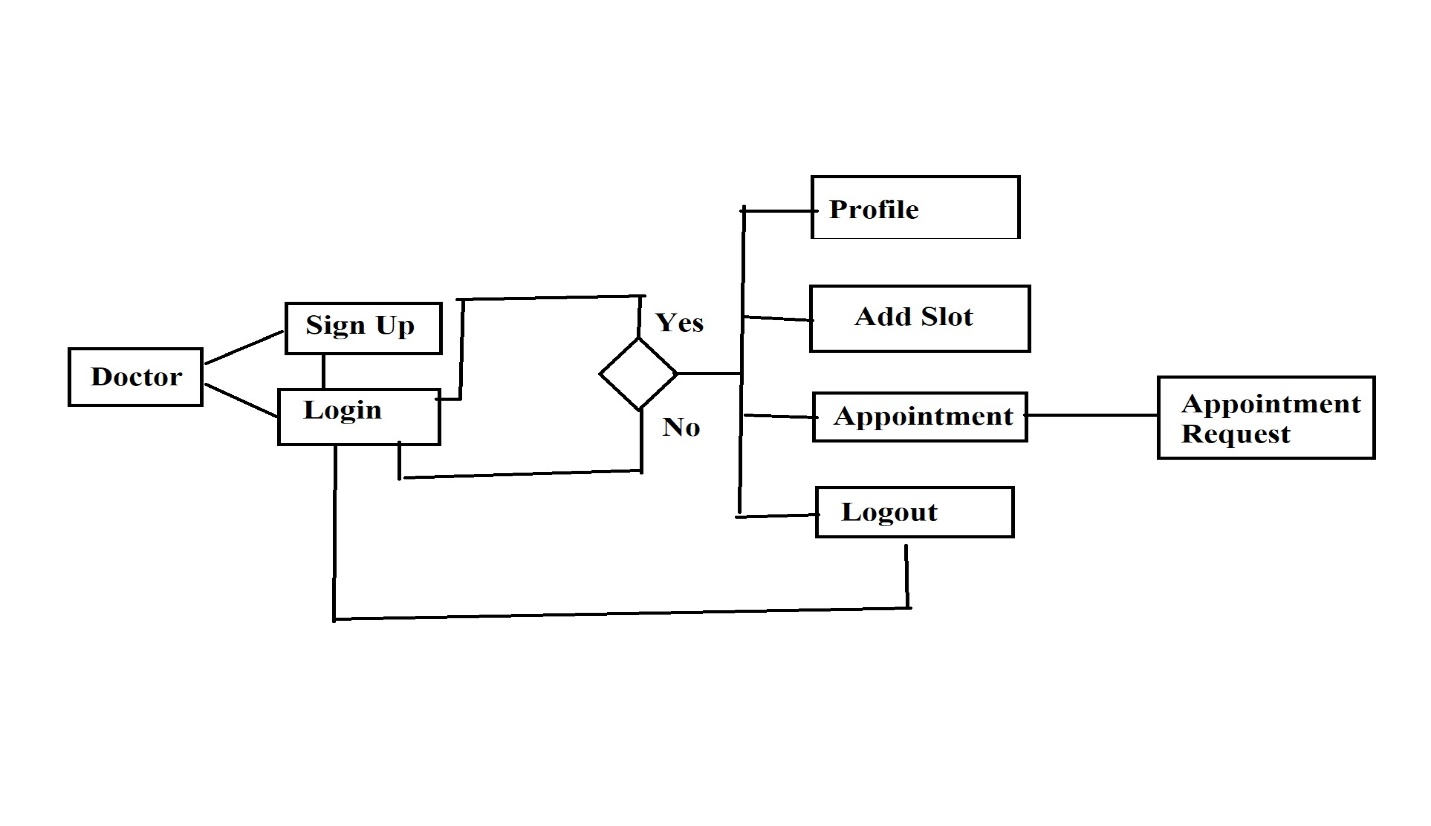 Doctor
Sign Up
Login
Yes
No
Profile
Add Slot
Appointment
Logout
Appointment
Request